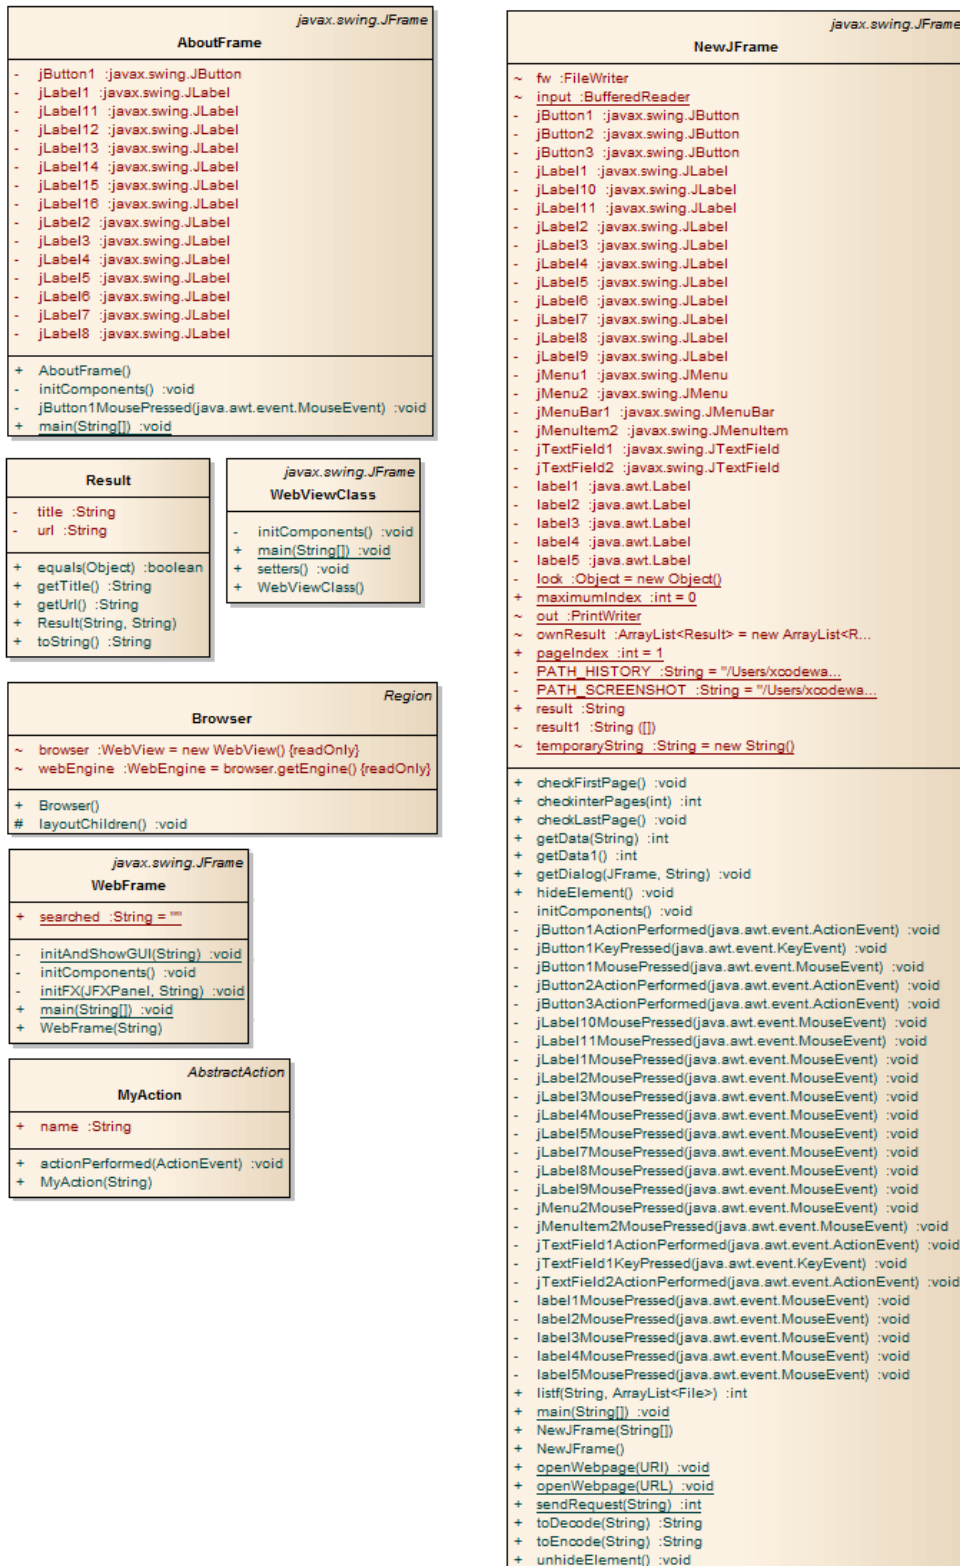 javax.swing.JFrame
AboutFrame
- jButton1 :javax.swing.JButton
- jLabel1 :javax.swing.JLabel
- jLabel11 :javax.swing.JLabel
- jLabel12 :javax.swing.JLabel
- jLabel13 :javax.swing.JLabel
- jLabel14 :javax.swing.JLabel
- jLabel15 :javax.swing.JLabel
- jLabel16 :javax.swing.JLabel
- jLabel2 :javax.swing.JLabel
- jLabel3 :javax.swing.JLabel
- jLabel4 :javax.swing.JLabel
- jLabel5 :javax.swing.JLabel
- jLabel6 :javax.swing.JLabel
- jLabel7 :javax.swing.JLabel
- jLabel8 :javax.swing.JLabel
+ AboutFrame()
- initComponents() :void
- jButton1MousePressed(java.awt.event.MouseEvent) :void
+ main(String[]) :void
Result
- title :String
- url :String
+ equals(Object) :boolean
+ getTitle() :String
+ getUrl() :String
+ Result(String, String)
+ toString() :String
javax.swing.JFrame
WebViewClass
- initComponents() :void
+ main(String[]) :void
+ setters() :void
+ WebViewClass()
Region
Browser
~ browser :WebView = new WebView() {readOnly}
~ webEngine :WebEngine = browser.getEngine() {readOnly}
+ Browser()
# layoutChildren() :void
javax.swing.JFrame
WebFrame
+ searched :String = ""
- initAndShowGUI(String) :void
- initComponents() :void
- initFX(JFXPanel, String) :void
+ main(String[]) :void
+ WebFrame(String)
AbstractAction
MyAction
+ name :String
+ actionPerformed(ActionEvent) :void
+ MyAction(String)
javax.swing.JFrame
NewJFrame
~ fw :FileWriter
~ input :BufferedReader
- jButton1 :javax.swing.JButton
- jButton2 :javax.swing.JButton
- jButton3 :javax.swing.JButton
- jLabel1 :javax.swing.JLabel
- jLabel10 :javax.swing.JLabel
- jLabel11 :javax.swing.JLabel
- jLabel2 :javax.swing.JLabel
- jLabel3 :javax.swing.JLabel
- jLabel4 :javax.swing.JLabel
- jLabel5 :javax.swing.JLabel
- jLabel6 :javax.swing.JLabel
- jLabel7 :javax.swing.JLabel
- jLabel8 :javax.swing.JLabel
- jLabel9 :javax.swing.JLabel
- jMenu1 :javax.swing.JMenu
- jMenu2 :javax.swing.JMenu
- jMenuBar1 :javax.swing.JMenuBar
- jMenuItem2 :javax.swing.JMenuItem
- jTextField1 :javax.swing.JTextField
- jTextField2 :javax.swing.JTextField
- label1 :java.awt.Label
- label2 :java.awt.Label
- label3 :java.awt.Label
- label4 :java.awt.Label
- label5 :java.awt.Label
- lock :Object = new Object()
+ maximumIndex :int = 0
~ out :PrintWriter
~ ownResult :ArrayList<Result> = new ArrayList<R...
+ pageIndex :int = 1
- PATH_HISTORY :String = "/Users/xcodewa...
- PATH_SCREENSHOT :String = "/Users/xcodewa...
+ result :String
- result1 :String ([])
~ temporaryString :String = new String()
+ checkFirstPage() :void
+ checkinterPages(int) :int
+ checkLastPage() :void
+ getData(String) :int
+ getData1() :int
+ getDialog(JFrame, String) :void
+ hideElement() :void
- initComponents() :void
- jButton1ActionPerformed(java.awt.event.ActionEvent) :void
- jButton1KeyPressed(java.awt.event.KeyEvent) :void
- jButton1MousePressed(java.awt.event.MouseEvent) :void
- jButton2ActionPerformed(java.awt.event.ActionEvent) :void
- jButton3ActionPerformed(java.awt.event.ActionEvent) :void
- jLabel10MousePressed(java.awt.event.MouseEvent) :void
- jLabel11MousePressed(java.awt.event.MouseEvent) :void
- jLabel1MousePressed(java.awt.event.MouseEvent) :void
- jLabel2MousePressed(java.awt.event.MouseEvent) :void
- jLabel3MousePressed(java.awt.event.MouseEvent) :void
- jLabel4MousePressed(java.awt.event.MouseEvent) :void
- jLabel5MousePressed(java.awt.event.MouseEvent) :void
- jLabel7MousePressed(java.awt.event.MouseEvent) :void
- jLabel8MousePressed(java.awt.event.MouseEvent) :void
- jLabel9MousePressed(java.awt.event.MouseEvent) :void
- jMenu2MousePressed(java.awt.event.MouseEvent) :void
- jMenuItem2MousePressed(java.awt.event.MouseEvent) :void
- jTextField1ActionPerformed(java.awt.event.ActionEvent) :void
- jTextField1KeyPressed(java.awt.event.KeyEvent) :void
- jTextField2ActionPerformed(java.awt.event.ActionEvent) :void
- label1MousePressed(java.awt.event.MouseEvent) :void
- label2MousePressed(java.awt.event.MouseEvent) :void
- label3MousePressed(java.awt.event.MouseEvent) :void
- label4MousePressed(java.awt.event.MouseEvent) :void
- label5MousePressed(java.awt.event.MouseEvent) :void
+ listf(String, ArrayList<File>) :int
+ main(String[]) :void
+ NewJFrame(String[])
+ NewJFrame()
+ openWebpage(URI) :void
+ openWebpage(URL) :void
+ sendRequest(String) :int
+ toDecode(String) :String
+ toEncode(String) :String
+ unhideElement() :void